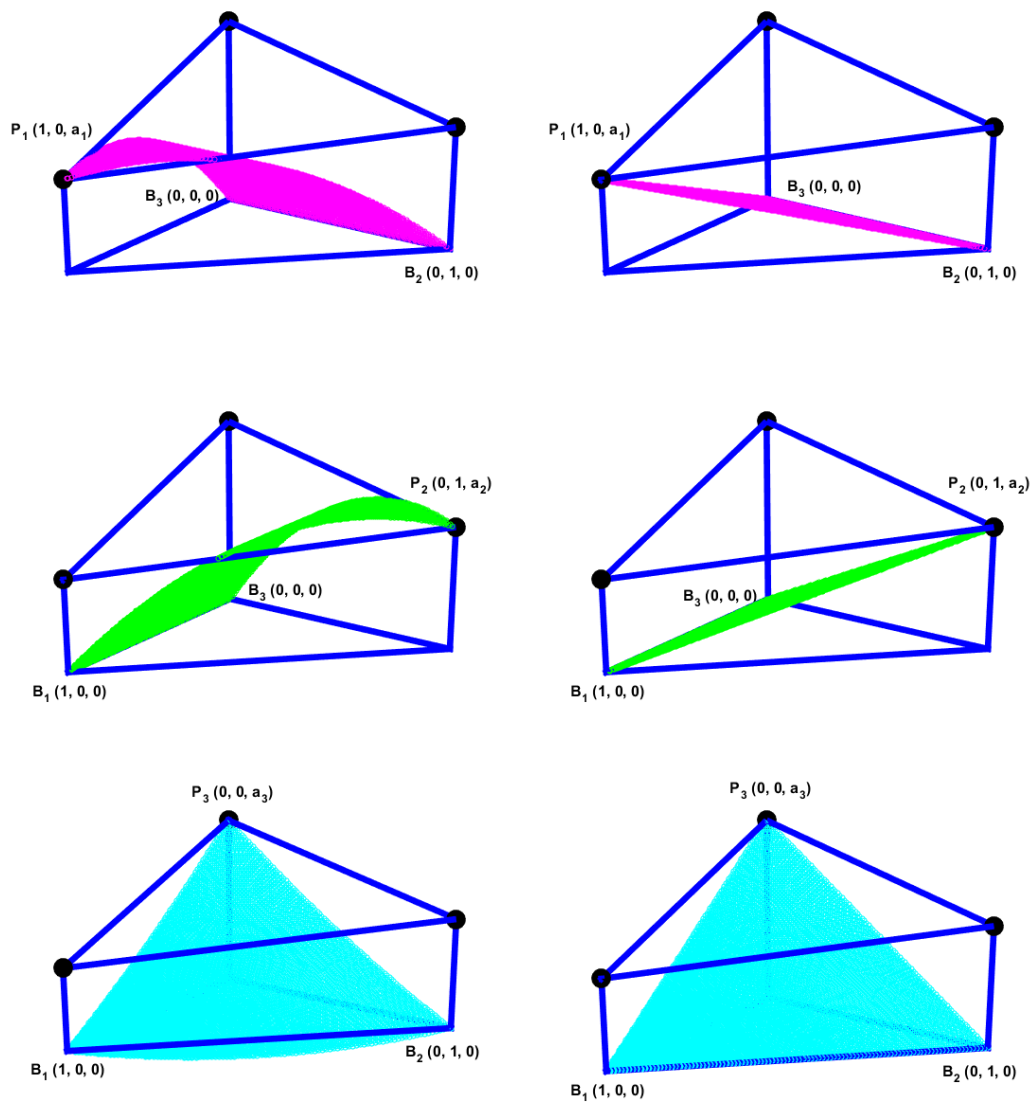 P₁ (1, 0, a₁)
P₁ (1, 0, a₁)
B₃ (0, 0, 0)
B₃ (0, 0, 0)
B₂ (0, 1, 0)
B₂ (0, 1, 0)
P₂ (0, 1, a₂)
P₂ (0, 1, a₂)
B₃ (0, 0, 0)
B₃ (0, 0, 0)
B₁ (1, 0, 0)
B₁ (1, 0, 0)
P₃ (0, 0, a₃)
P₃ (0, 0, a₃)
B₂ (0, 1, 0)
B₂ (0, 1, 0)
B₁ (1, 0, 0)
B₁ (1, 0, 0)